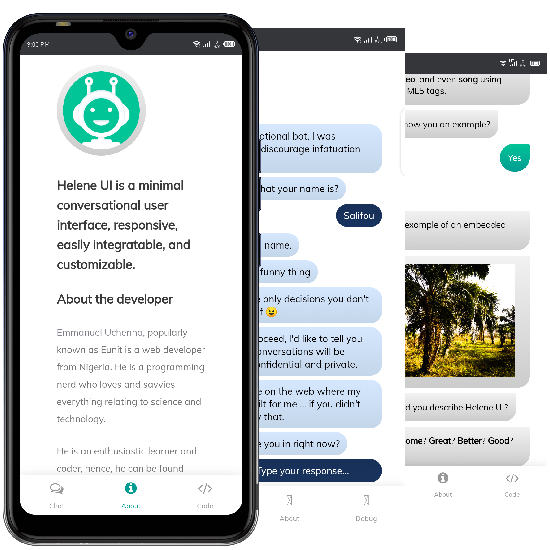 9:00 PM
Helene UI is a minimal
conversational user
interface, responsive,
easily integratable, and
customizable.
About the developer
Emmanuel Uchenna, popularly
known as Eunit is a web developer
from Nigeria. He is a programming
nerd who loves and savvies
everything relating to science and
technology.
He is an enthusiastic learner and
coder, hence, he can be found
Chat
About
Code
ptional bot, I was
discourage infatuation
hat your name is?
Salifou
name.
funny thing
e only decisions you don't
f 😉
oceed, I'd like to tell you
onversations will be
onfidential and private.
e on the web where my
ilt for me ... if you didn't
y that.
e you in right now?
Type your response...
About
Debug
eo, and even song using
ML5 tags.
how you an example?
Yes
example of an embedded
d you describe Helene UI?
ome? Great? Better? Good?
About
Code